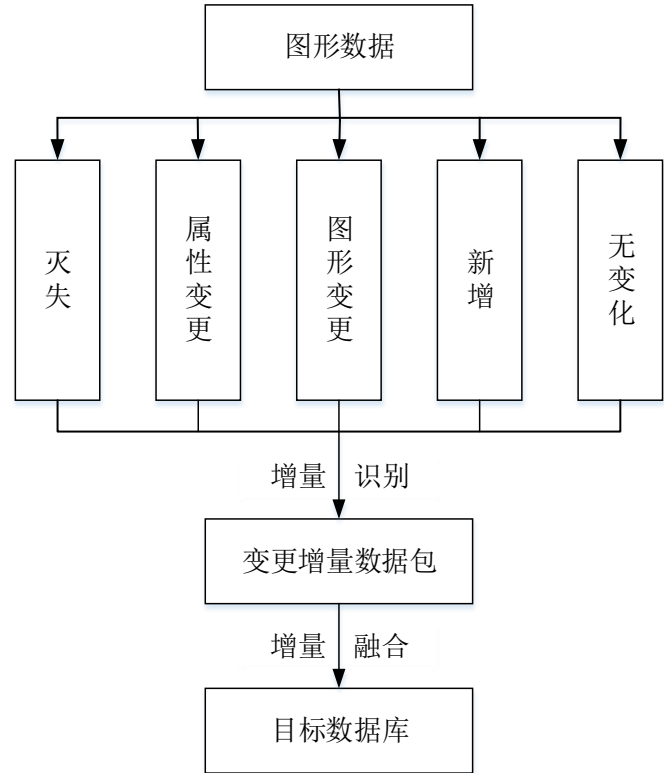 图形数据
灭失
属性变更
图形变更
新增
无变化
增量 识别
变更增量数据包
增量 融合
目标数据库